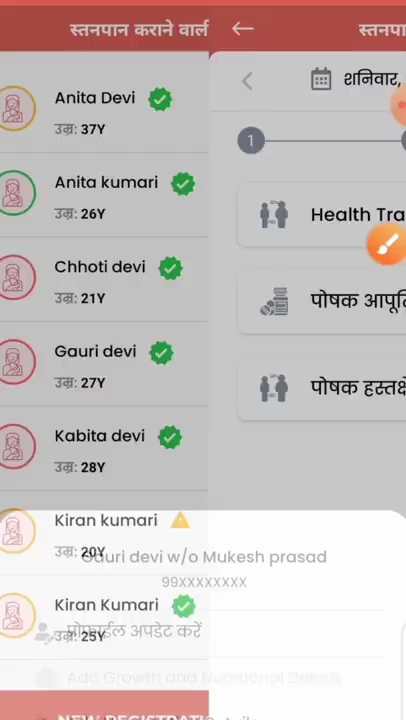 स्तनपान कराने वाली
Anita Devi
उम्र: 37Y
Anita kumari
उम्र: 26Y
Chhoti devi
उम्र: 21Y
Gauri devi
उम्र: 27Y
Kabita devi
उम्र: 28Y
Kiran kumari
उम्र: 20Y
Kiran Kumari
उम्र: 25Y
NEW REGISTRATI
स्तनपा
शनिवार,
1
Health Tra
पोषक आपूर्ति
पोषक हस्तक्षे
Gauri devi w/o Mukesh prasad
99XXXXXXXX
प्रोफाईल अपडेट करें
Add Growth and Nutritional Details